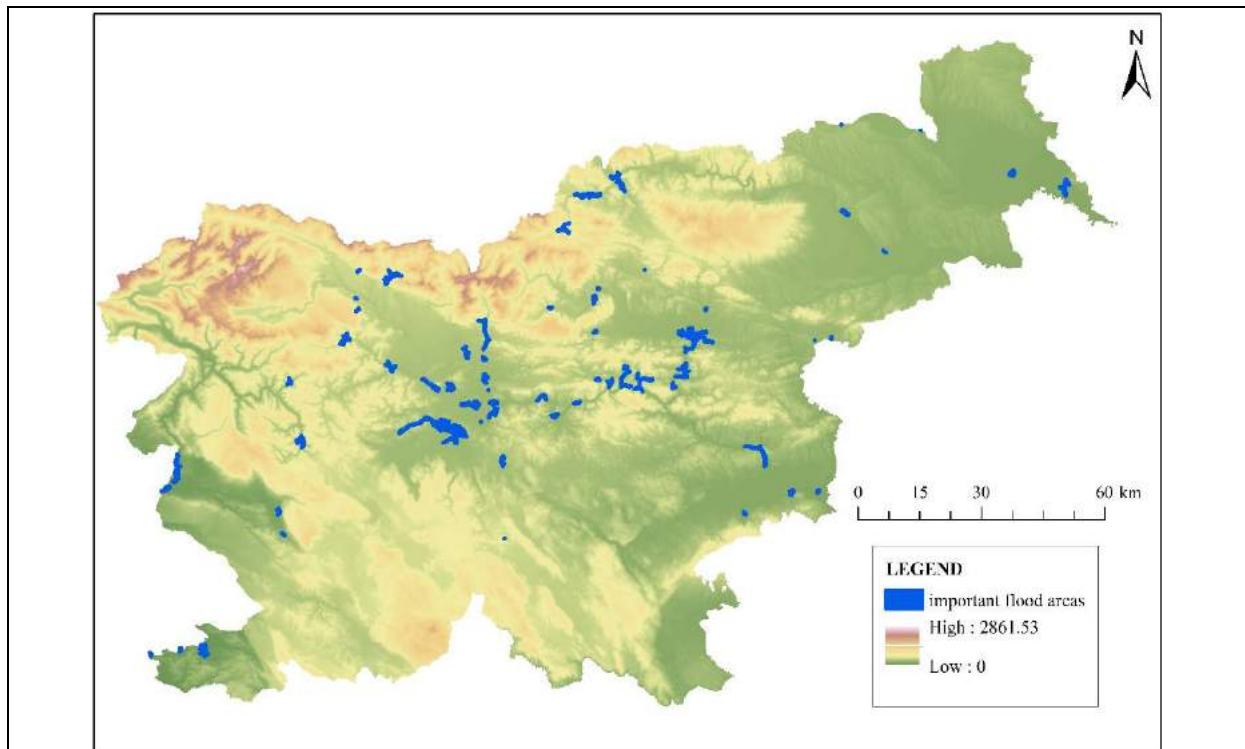 N
0 15 30 60 km
LEGEND
important flood areas
High : 2861.53
Low : 0